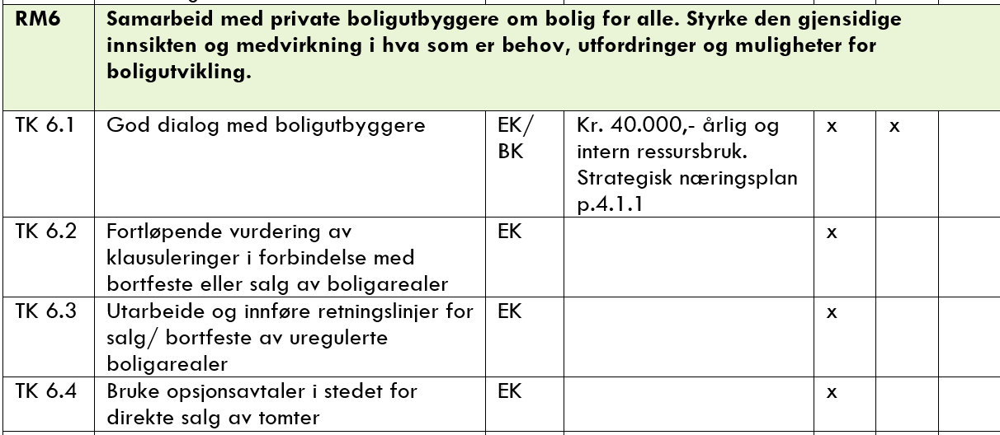 RM6 Samarbeid med private boligutbyggere om bolig for alle. Styrke den gjensidige
innsikten og medvirkning i hva som er behov, utfordringer og muligheter for
boligutvikling.
TK 6.1 God dialog med boligutbyggere EK/ Kr. 40.000,- årlig og x x
BK intern ressursbruk.
Strategisk næringsplan
p.4.1.1
TK 6.2 Fortløpende vurdering av EK x
klausuleringer i forbindelse med
bortfeste eller salg av boligarealer
TK 6.3 Utarbeide og innføre retningslinjer for EK x
salg/ bortfeste av uregulerte
boligarealer
TK 6.4 Bruke opsjonsavtaler i stedet for EK x
direkte salg av tomter